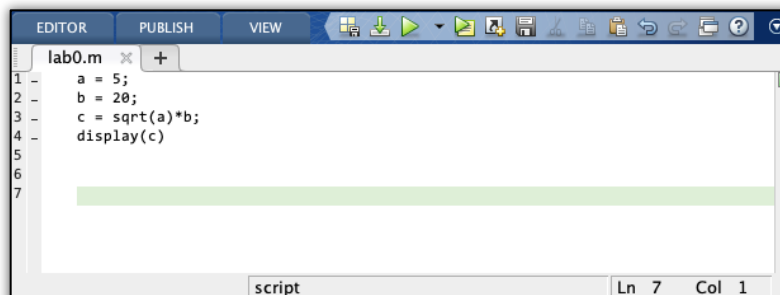 EDITOR PUBLISH VIEW
lab0.m
1 a = 5;
2 b = 20;
3 c = sqrt(a)*b;
4 display(c)
5
6
7
script Ln 7 Col 1